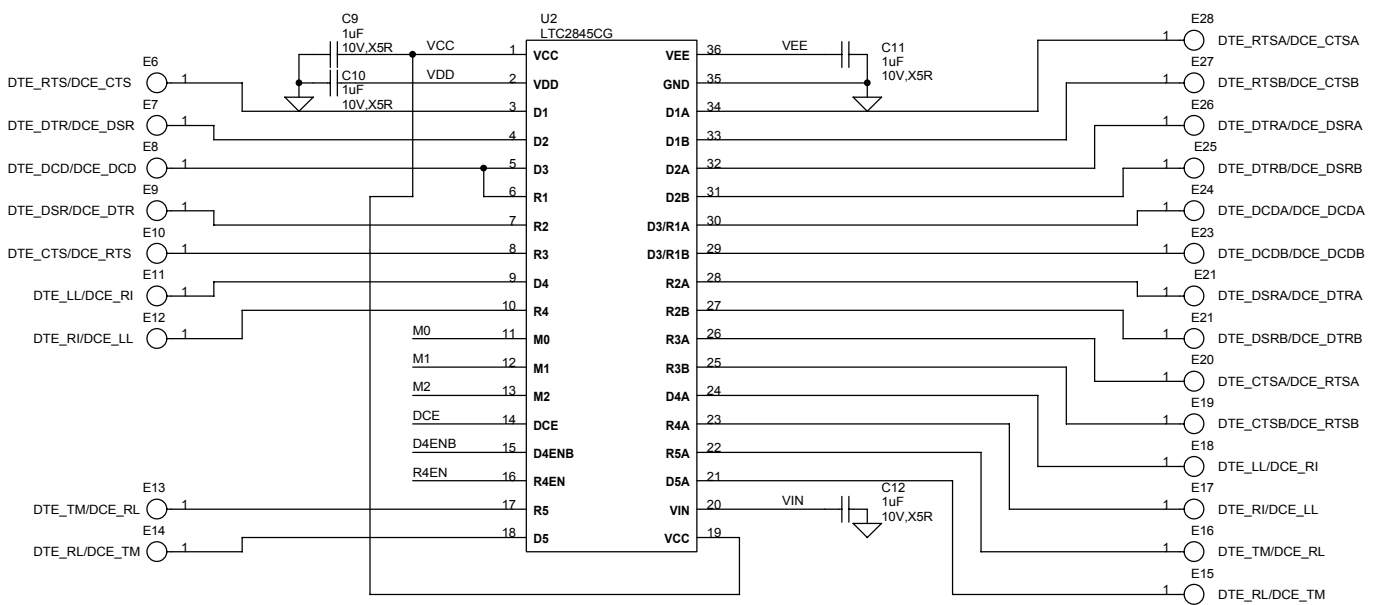 C9
1uF
10V,X5R
VCC
C10
1uF
10V,X5R
VDD
U2
LTC2845CG
VEE
C11
1uF
10V,X5R
E6
DTE_RTS/DCE_CTS 1
E7
DTE_DTR/DCE_DSR 1
E8
DTE_DCD/DCE_DCD 1
E9
DTE_DSR/DCE_DTR 1
E10
DTE_CTS/DCE_RTS 1
E11
DTE_LL/DCE_RI 1
E12
DTE_RI/DCE_LL 1
M0
M1
M2
DCE
D4ENB
R4EN
E13
DTE_TM/DCE_RL 1
E14
DTE_RL/DCE_TM 1
1 VCC
2 VDD
3 D1
4 D2
5 D3
6 R1
7 R2
8 R3
9 D4
10 R4
11 M0
12 M1
13 M2
14 DCE
15 D4ENB
16 R4EN
17 R5
18 D5
VEE 36
GND 35
D1A 34
D1B 33
D2A 32
D2B 31
D3/R1A 30
D3/R1B 29
R2A 28
R2B 27
R3A 26
R3B 25
D4A 24
R4A 23
R5A 22
D5A 21
VIN 20
VCC 19
VIN
C12
1uF
10V,X5R
E28
1 DTE_RTSA/DCE_CTSA
E27
1 DTE_RTSB/DCE_CTSB
E26
1 DTE_DTRA/DCE_DSRA
E25
1 DTE_DTRB/DCE_DSRB
E24
1 DTE_DCDA/DCE_DCDA
E23
1 DTE_DCDB/DCE_DCDB
E21
1 DTE_DSRA/DCE_DTRA
E21
1 DTE_DSRB/DCE_DTRB
E20
1 DTE_CTSA/DCE_RTSA
E19
1 DTE_CTSB/DCE_RTSB
E18
1 DTE_LL/DCE_RI
E17
1 DTE_RI/DCE_LL
E16
1 DTE_TM/DCE_RL
E15
1 DTE_RL/DCE_TM